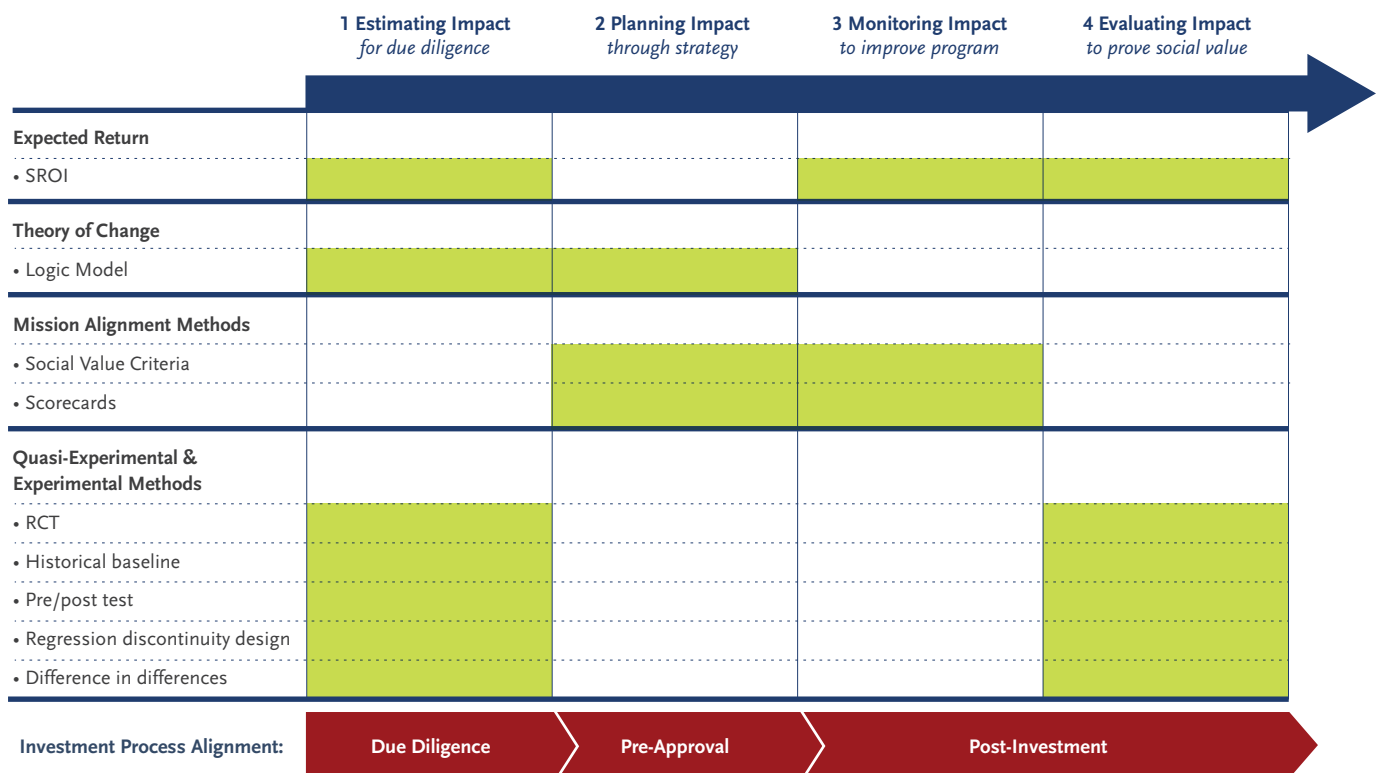 1 Estimating Impact
for due diligence
2 Planning Impact
through strategy
3 Monitoring Impact
to improve program
4 Evaluating Impact
to prove social value
Expected Return
• SROI
Theory of Change
• Logic Model
Mission Alignment Methods
• Social Value Criteria
• Scorecards
Quasi-Experimental &
Experimental Methods
• RCT
• Historical baseline
• Pre/post test
• Regression discontinuity design
• Difference in differences
Investment Process Alignment:
Due Diligence
Pre-Approval
Post-Investment